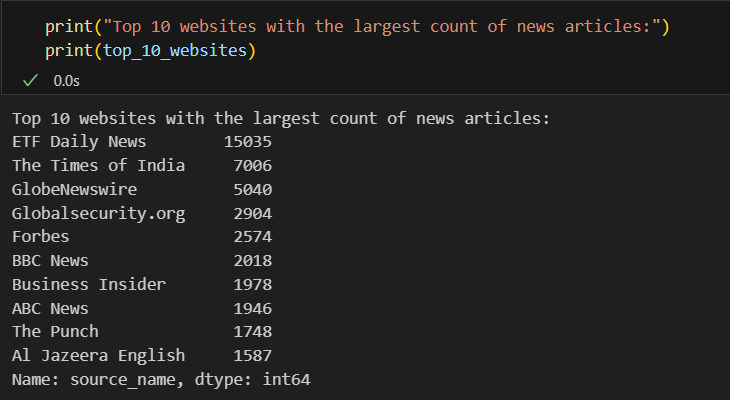 print("Top 10 websites with the largest count of news articles:")
print(top_10_websites)
0.0s
Top 10 websites with the largest count of news articles:
ETF Daily News 15035
The Times of India 7006
GlobeNewswire 5040
Globalsecurity.org 2904
Forbes 2574
BBC News 2018
Business Insider 1978
ABC News 1946
The Punch 1748
Al Jazeera English 1587
Name: source_name, dtype: int64